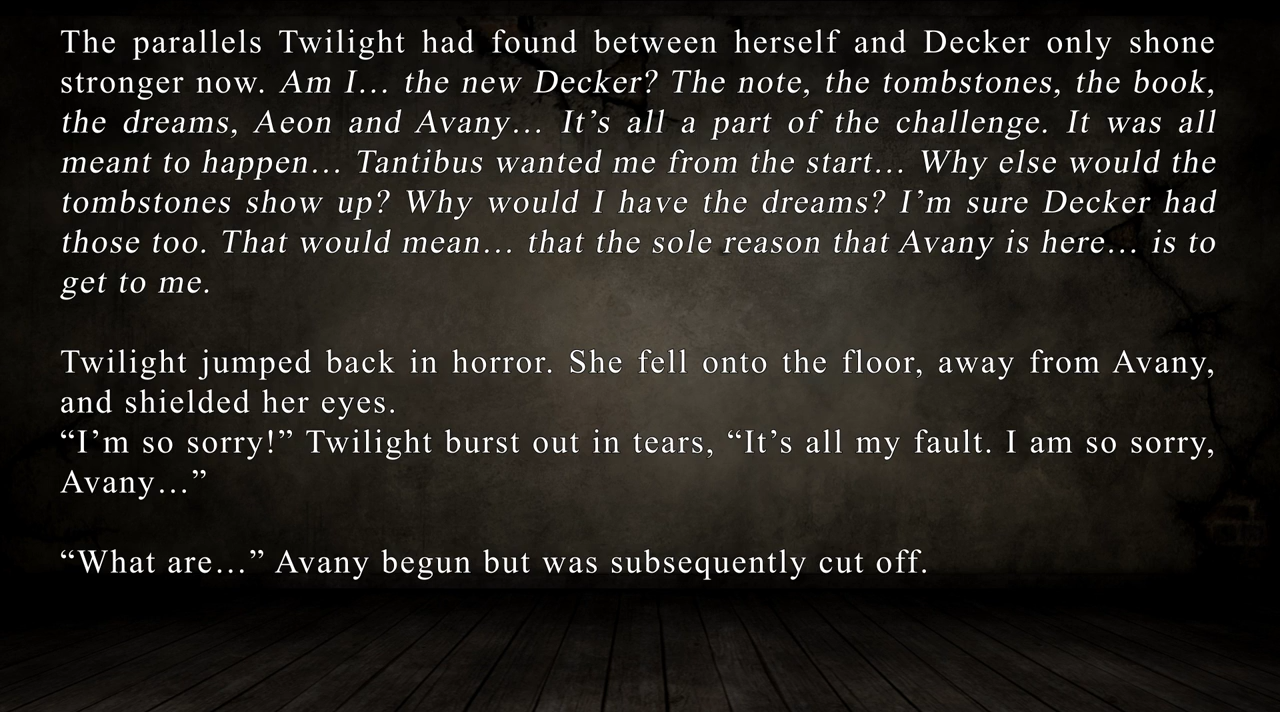 The parallels Twilight had found between herself and Decker only shone
stronger now. Am I… the new Decker? The note, the tombstones, the book,
the dreams, Aeon and Avany… It’s all a part of the challenge. It was all
meant to happen… Tantibus wanted me from the start… Why else would the
tombstones show up? Why would I have the dreams? I’m sure Decker had
those too. That would mean… that the sole reason that Avany is here… is to
get to me.
Twilight jumped back in horror. She fell onto the floor, away from Avany,
and shielded her eyes.
“I’m so sorry!” Twilight burst out in tears, “It’s all my fault. I am so sorry,
Avany…”
“What are…” Avany begun but was subsequently cut off.